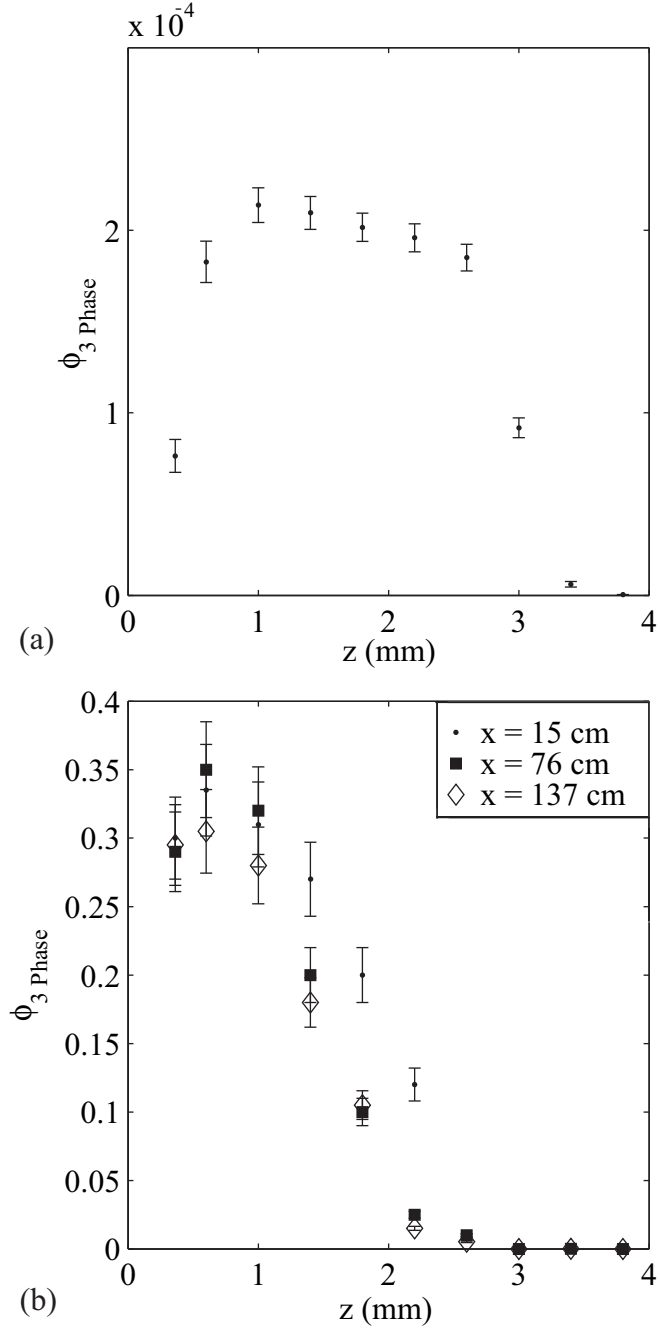 x 10⁻⁴
2
1
0
ϕ3 Phase
0 1 2 3 4
z (mm)
(a)
0.4
0.35
0.3
0.25
0.2
0.15
0.1
0.05
0
ϕ3 Phase
x = 15 cm
x = 76 cm
x = 137 cm
0 1 2 3 4
z (mm)
(b)